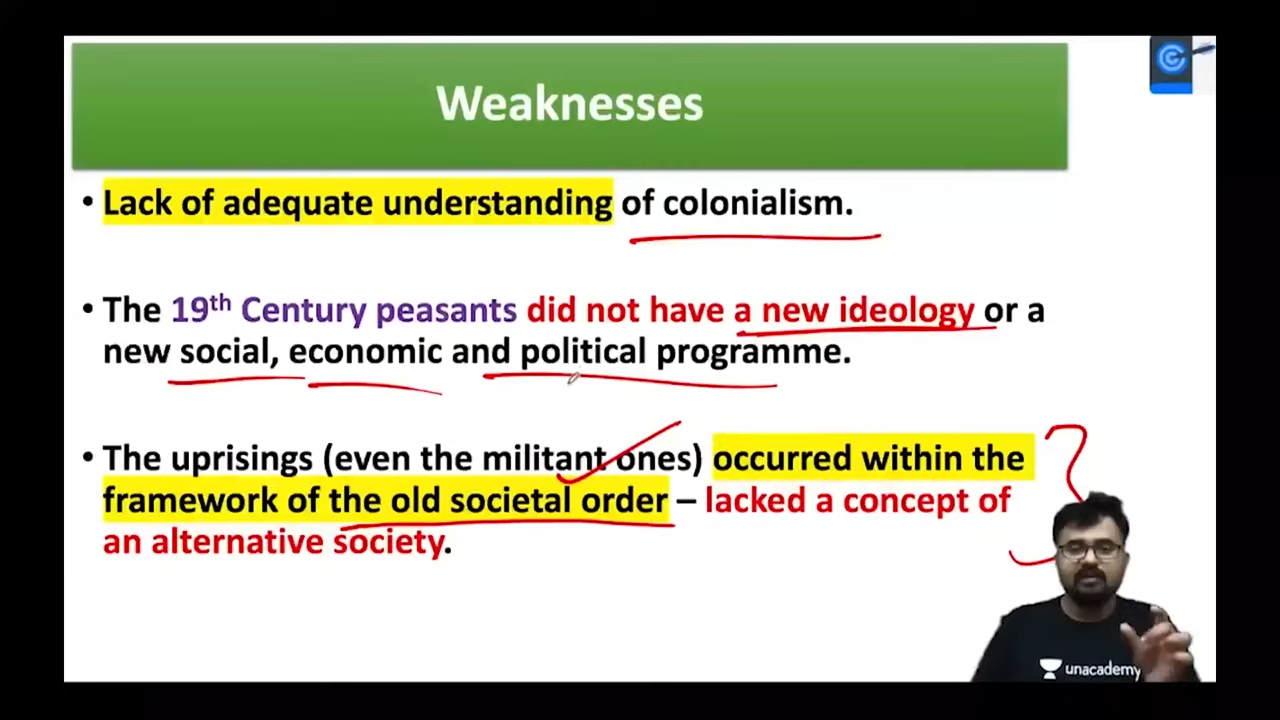 Weaknesses
• Lack of adequate understanding of colonialism.
• The 19th Century peasants did not have a new ideology or a
new social, economic and political programme.
• The uprisings (even the militant ones) occurred within the
framework of the old societal order – lacked a concept of
an alternative society.
unacademy